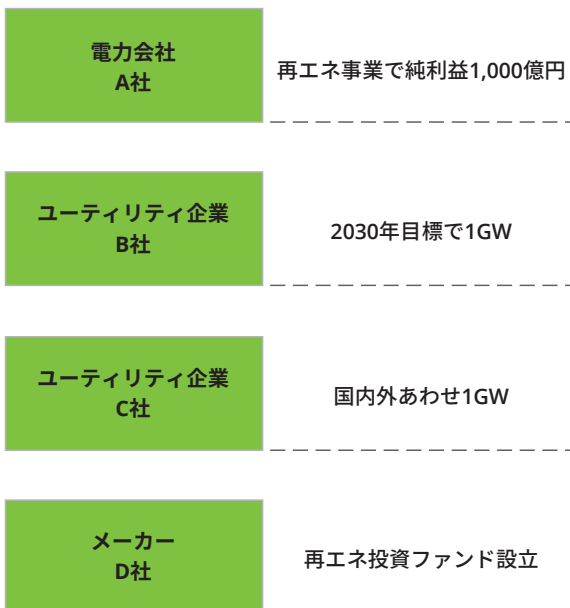 電力会社
A社
再エネ事業で純利益1,000億円
ユーティリティ企業
B社
2030年目標で1GW
ユーティリティ企業
C社
国内外あわせ1GW
メーカー
D社
再エネ投資ファンド設立